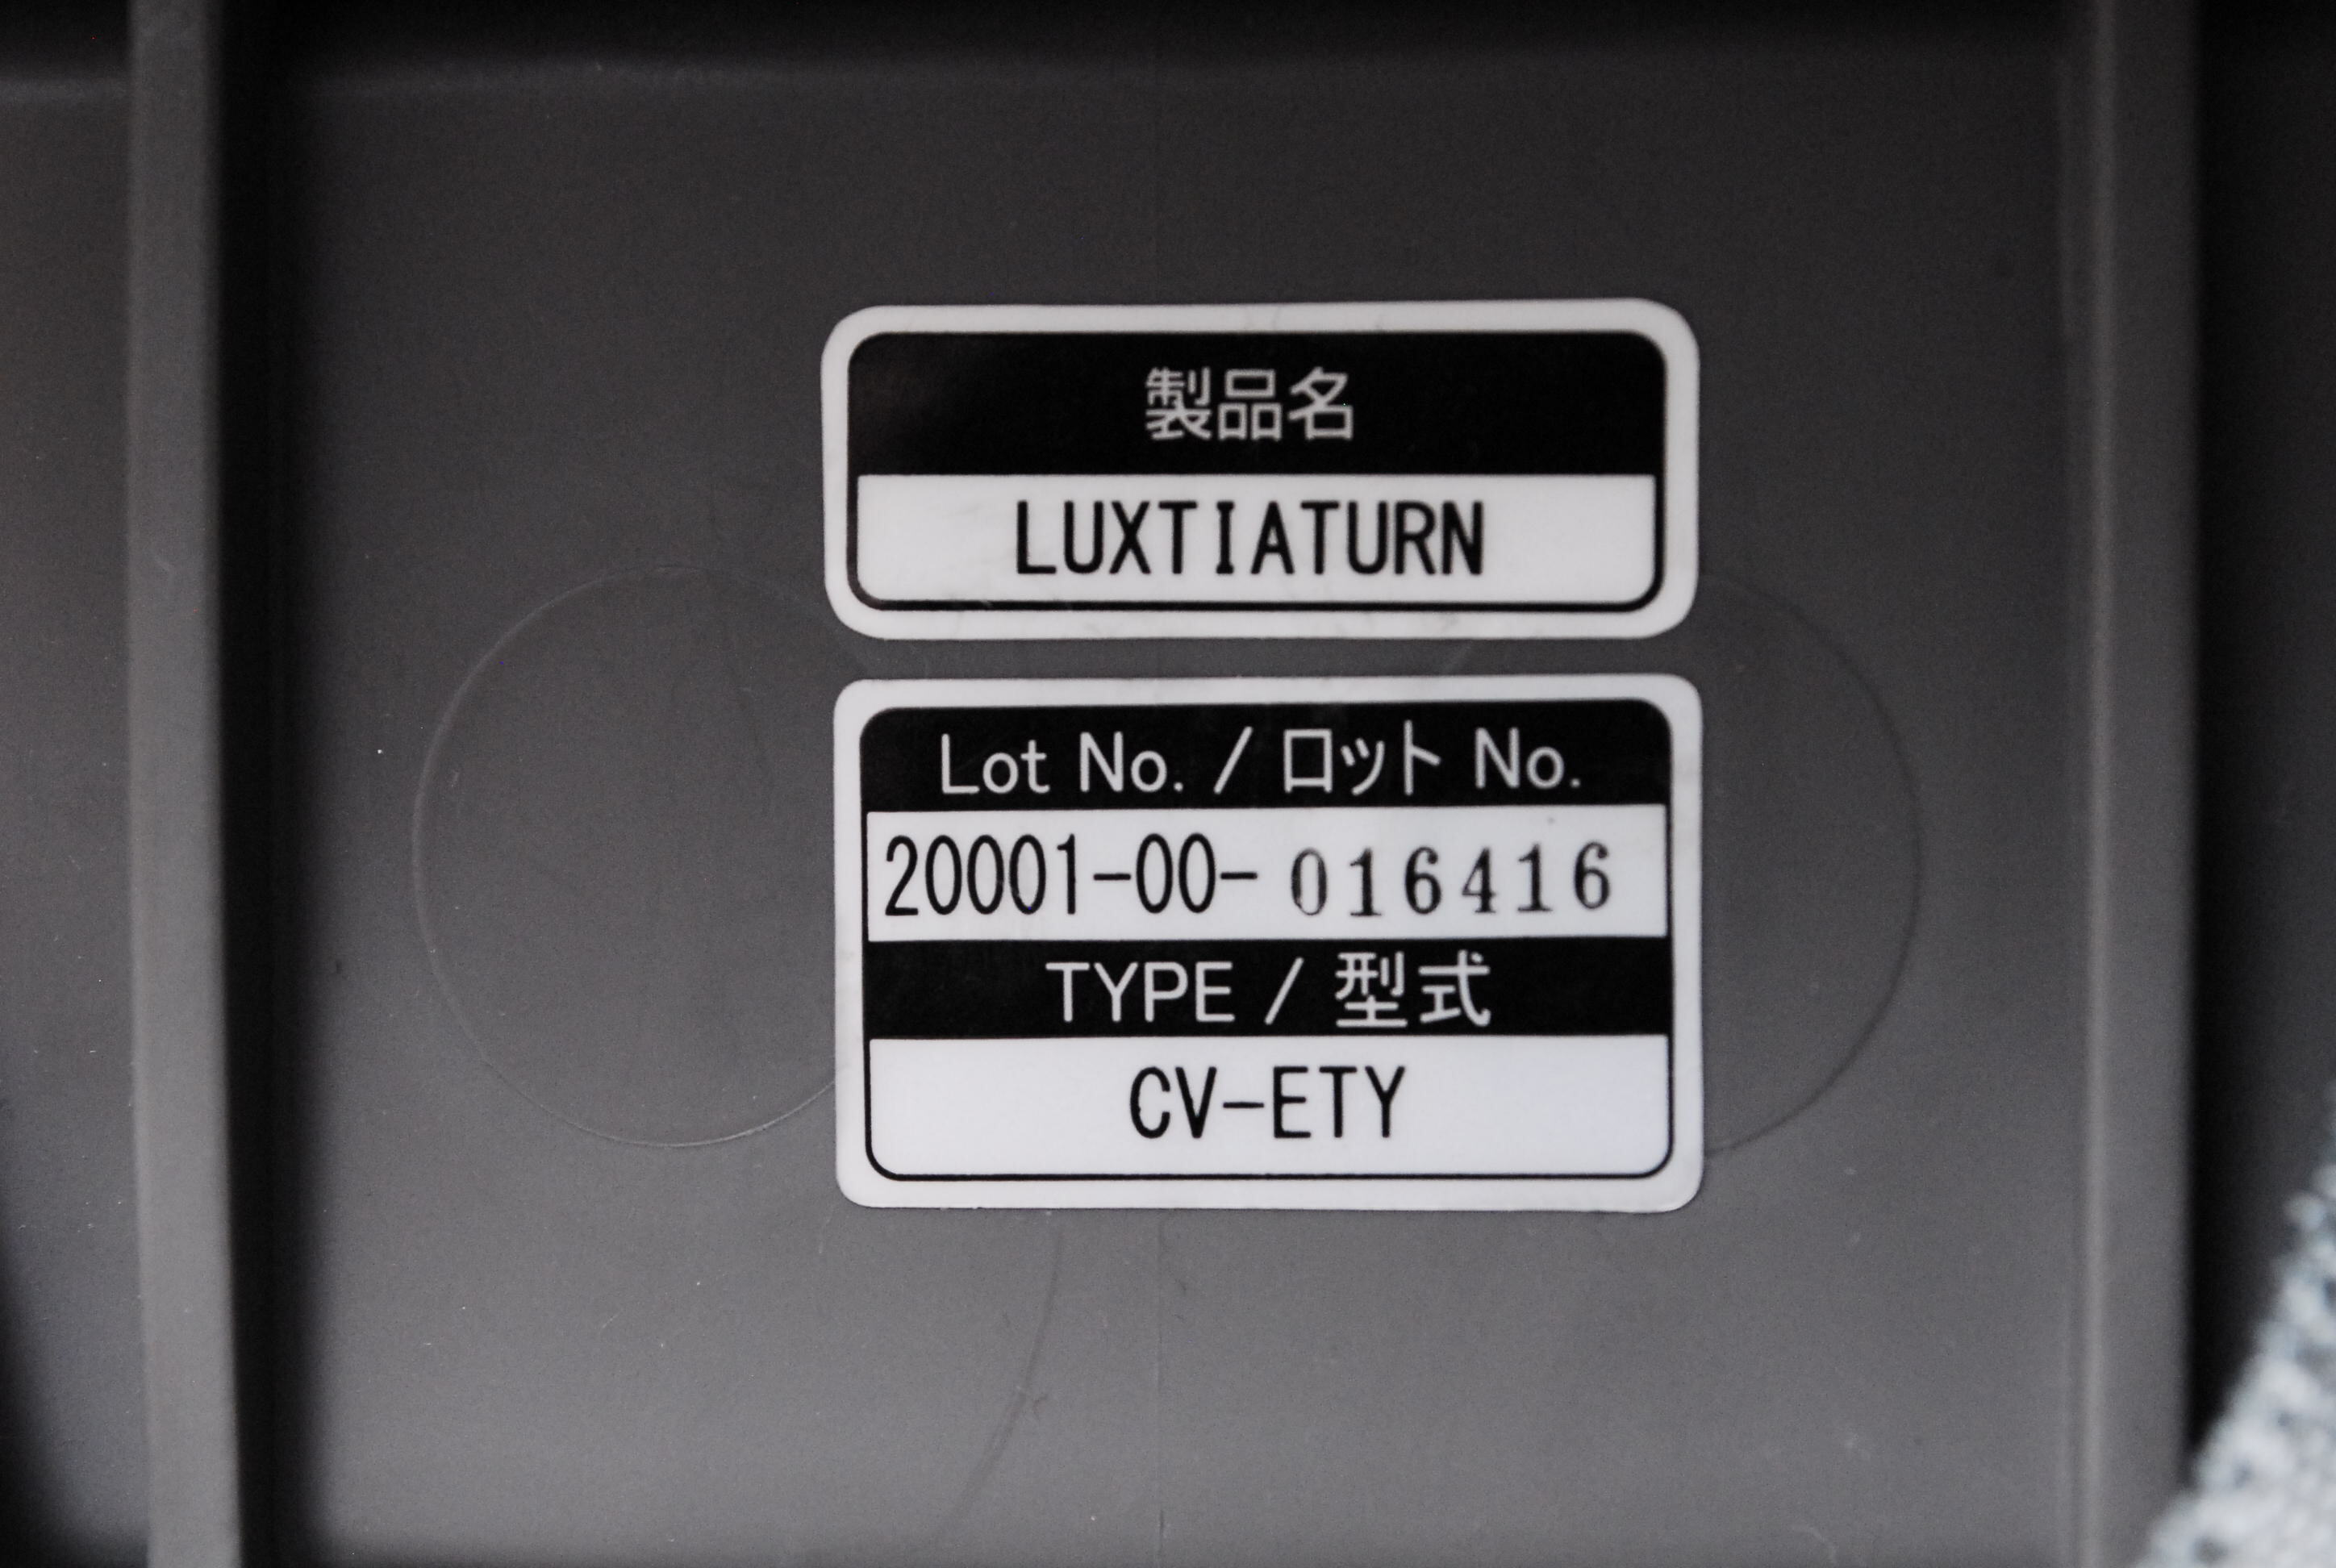 製品名
LUXTIATURN
Lot No. / ロット No.
20001-00- 016416
TYPE / 型式
CV-ETY